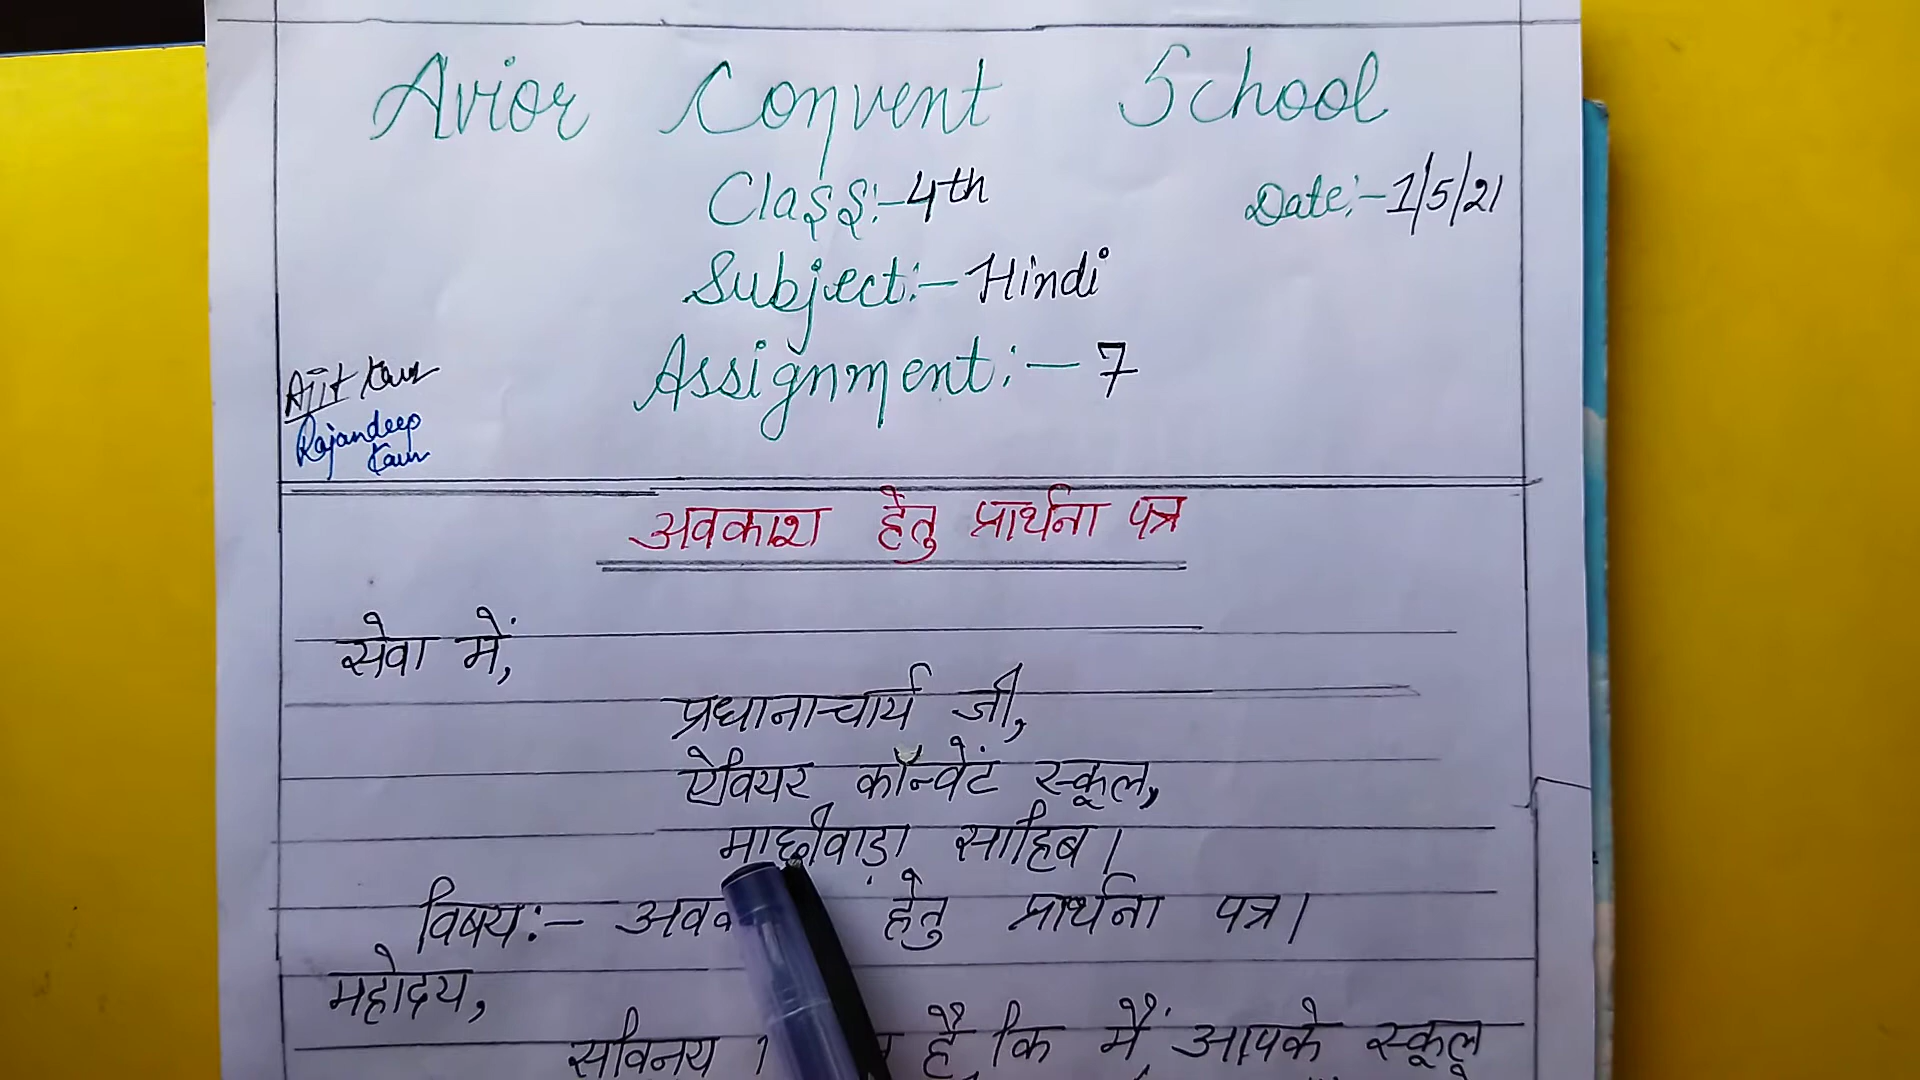 Avior Convent School
Class:-4th
Date:-1/5/21
Subject:-Hindi
Assignment:-7
Ajit Kaur
Rajandeep
Kaur
अवकाश हेतु प्रार्थना पत्र
सेवा में,
प्रधानाचार्य जी,
ऐवियर कॉन्वेंट स्कूल,
माछीवाड़ा साहिब।
विषय:- हेतु प्रार्थना पत्र।
महोदय,
सविनय है कि मैं आपके स्कूल